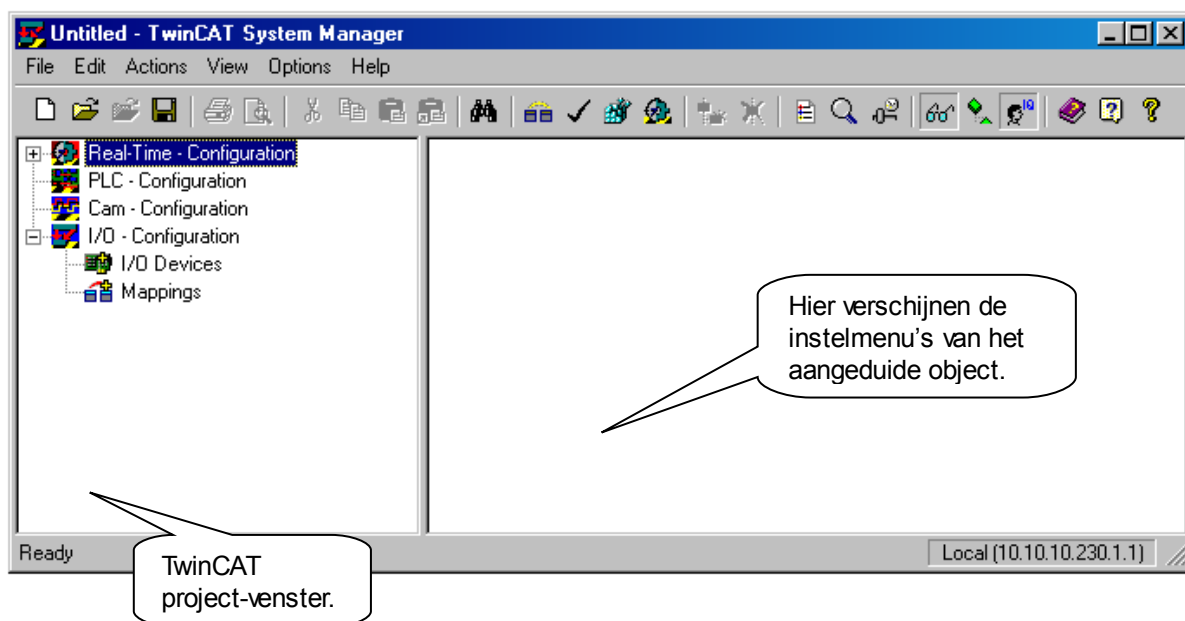 Untitled - TwinCAT System Manager
File Edit Actions View Options Help
Real-Time - Configuration
PLC - Configuration
Cam - Configuration
I/O - Configuration
I/O Devices
Mappings
Hier verschijnen de
instelmenu's van het
aangeduide object.
Ready
TwinCAT
project-venster.
Local (10.10.10.230.1.1)